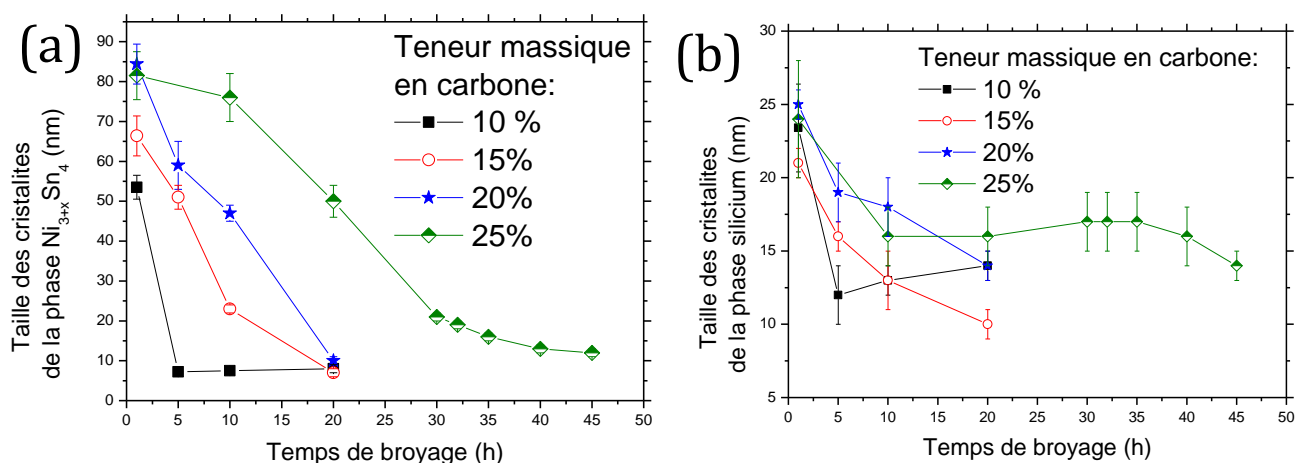 (a)
Teneur massique
en carbone:
10 %
15%
20%
25%
Taille des cristalites
de la phase Ni3+x Sn4 (nm)
0
10
20
30
40
50
60
70
80
90
0 5 10 15 20 25 30 35 40 45 50
Temps de broyage (h)
(b)
Teneur massique en carbone:
10 %
15%
20%
25%
Taille des cristalites
de la phase silicium (nm)
5
10
15
20
25
30
0 5 10 15 20 25 30 35 40 45 50
Temps de broyage (h)